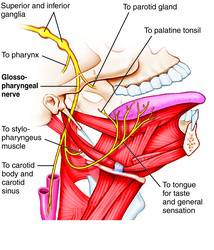 Superior and inferior
ganglia
To parotid gland
To palatine tonsil
To pharynx
Glosso-
pharyngeal
nerve
To stylo-
pharyngeus
muscle
To carotid
body and
carotid
sinus
To tongue
for taste
and general
sensation